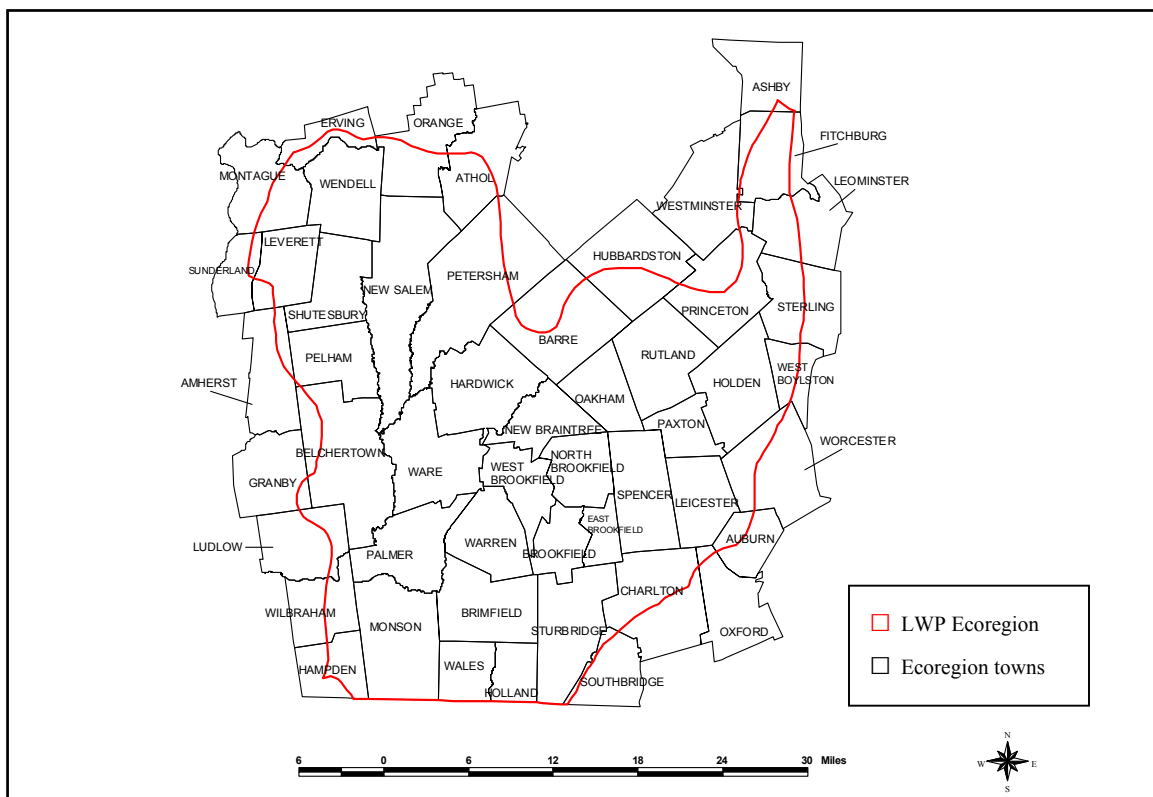 ASHBY
ERVING
ORANGE
FITCHBURG
MONTAGUE
WENDELL
ATHOL
LEOMINSTER
WESTMINSTER
LEVERETT
HUBBARDSTON
SUNDERLAND
PETERSHAM
NEW SALEM
PRINCETON
STERLING
SHUTESBURY
BARRE
RUTLAND
PELHAM
WEST
BOYLSTON
AMHERST
HARDWICK
HOLDEN
OAKHAM
PAXTON
NEW BRAINTREE
WORCESTER
BELCHERTOWN
NORTH
BROOKFIELD
WARE
WEST
BROOKFIELD
GRANBY
SPENCER
LEICESTER
EAST
BROOKFIELD
AUBURN
LUDLOW
PALMER
WARREN
BROOKFIELD
CHARLTON
WILBRAHAM
BRIMFIELD
MONSON
STURBRIDGE
OXFORD
HAMPDEN
WALES
SOUTHBRIDGE
HOLLAND
LWP Ecoregion
Ecoregion towns
6 0 6 12 18 24 30 Miles
N
W E
S